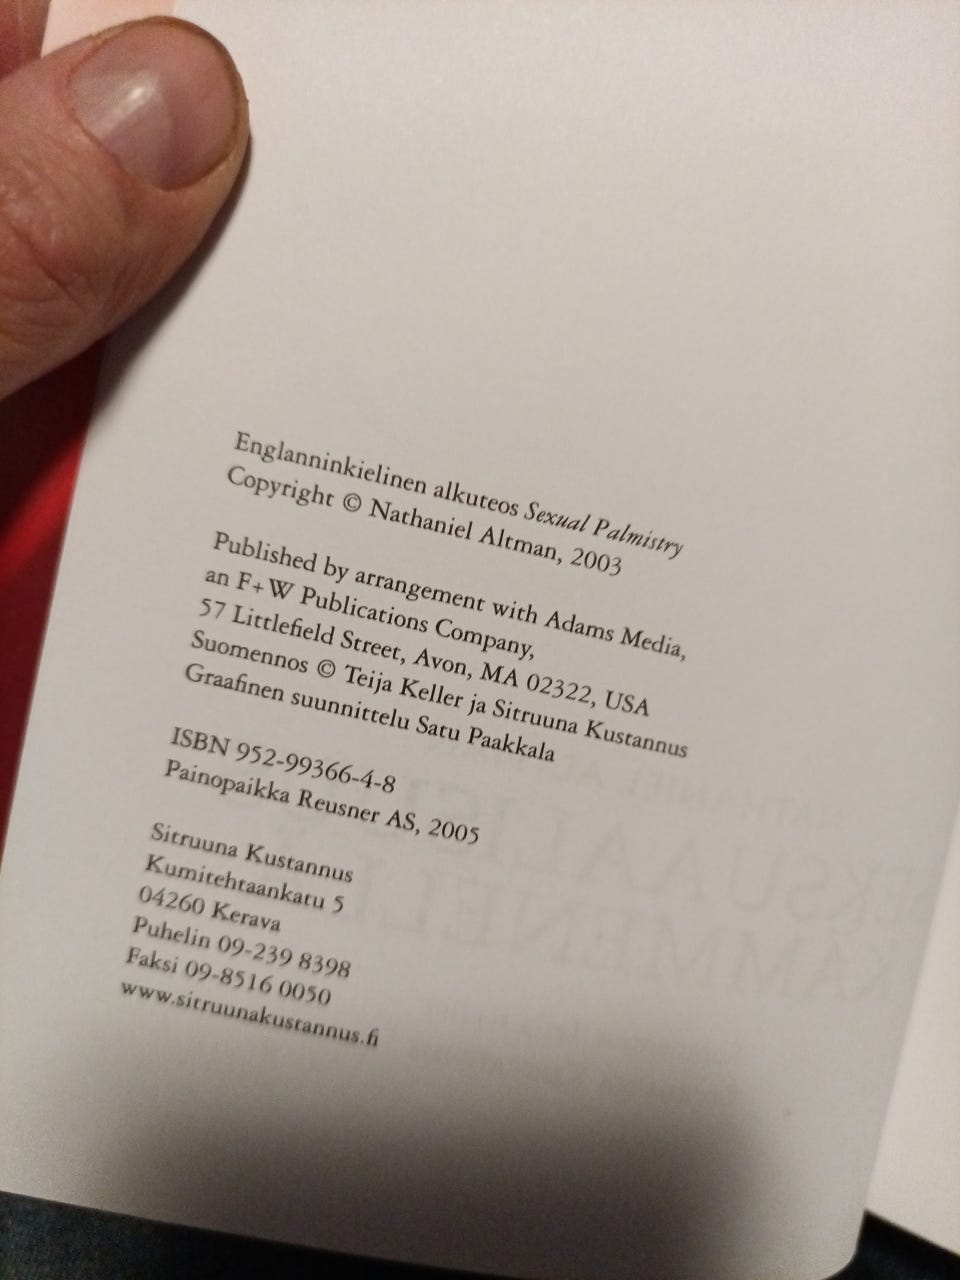 Englanninkielinen alkuteos Sexual Palmistry
Copyright © Nathaniel Altman, 2003
Published by arrangement with Adams Media,
an F+W Publications Company,
57 Littlefield Street, Avon, MA 02322, USA
Suomennos © Teija Keller ja Sitruuna Kustannus
Graafinen suunnittelu Satu Paakkala
ISBN 952-99366-4-8
Painopaikka Reusner AS, 2005
Sitruuna Kustannus
Kumitehtaankatu 5
04260 Kerava
Puhelin 09-239 8398
Faksi 09-8516 0050
www.sitruunakustannus.fi